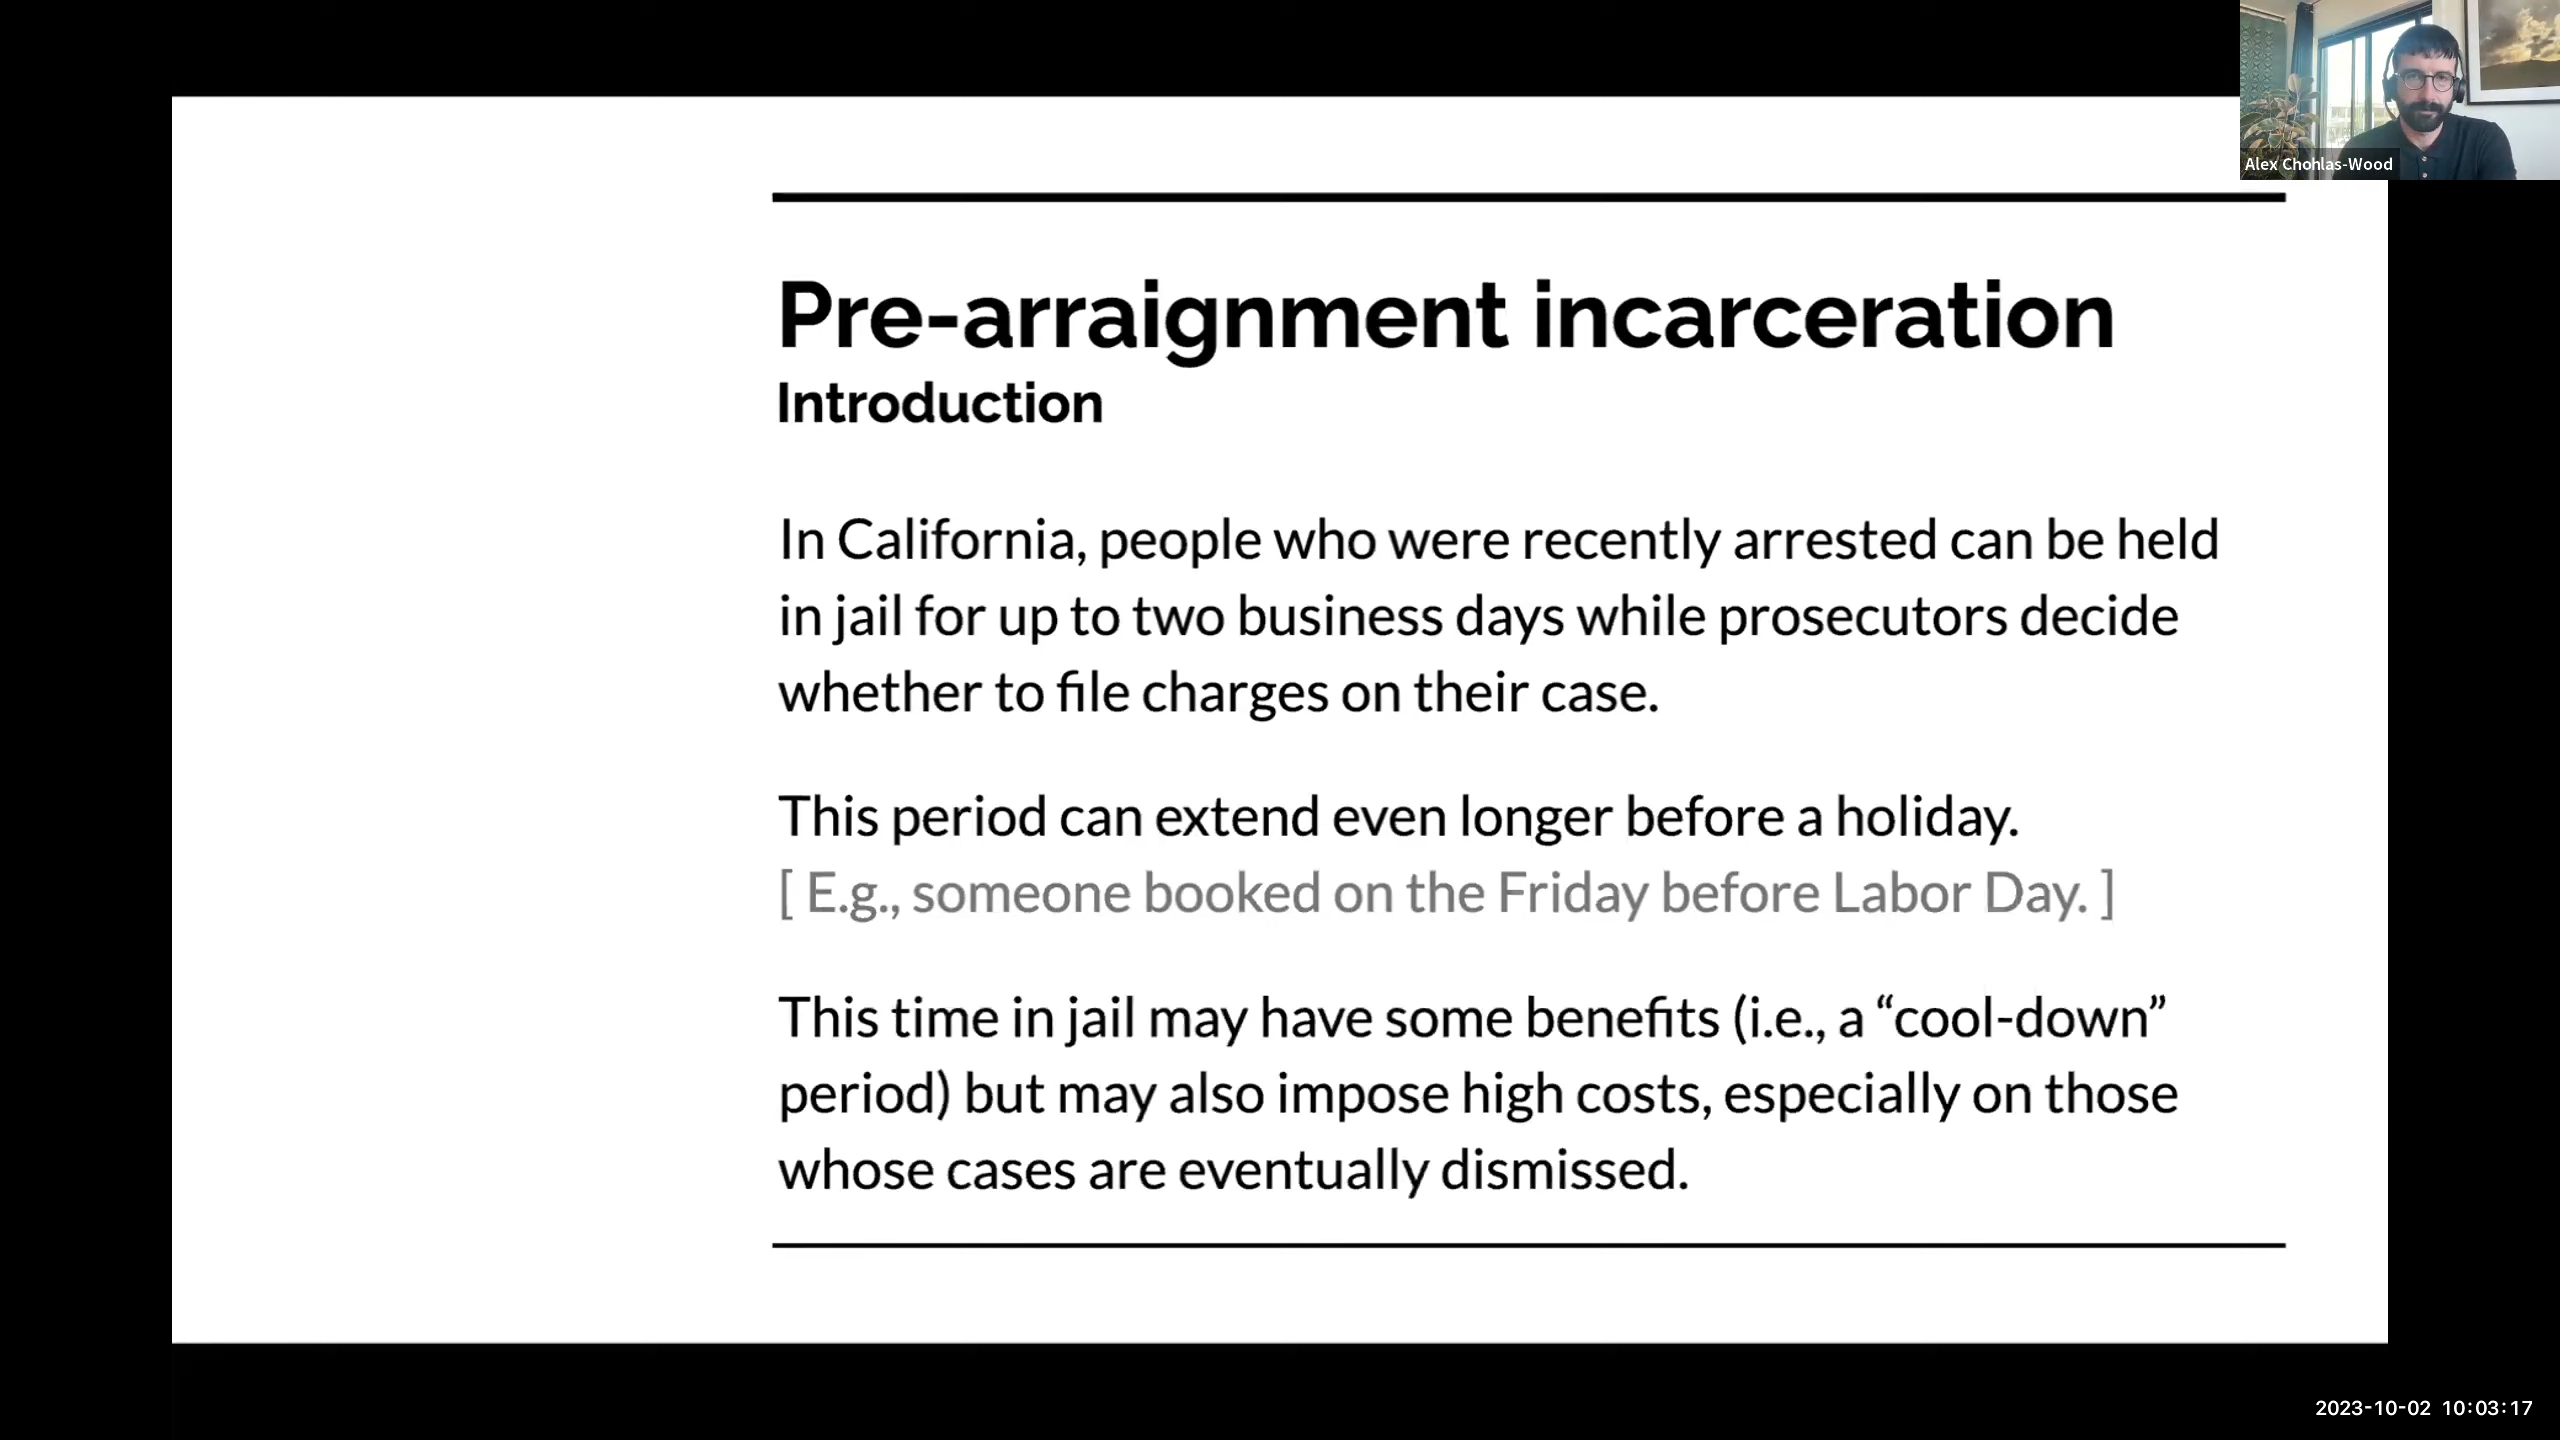 Alex Chohlas-Wood
Pre-arraignment incarceration
Introduction
In California, people who were recently arrested can be held
in jail for up to two business days while prosecutors decide
whether to file charges on their case.
This period can extend even longer before a holiday.
[ E.g., someone booked on the Friday before Labor Day. ]
This time in jail may have some benefits (i.e., a “cool-down”
period) but may also impose high costs, especially on those
whose cases are eventually dismissed.
2023-10-02 10:03:17